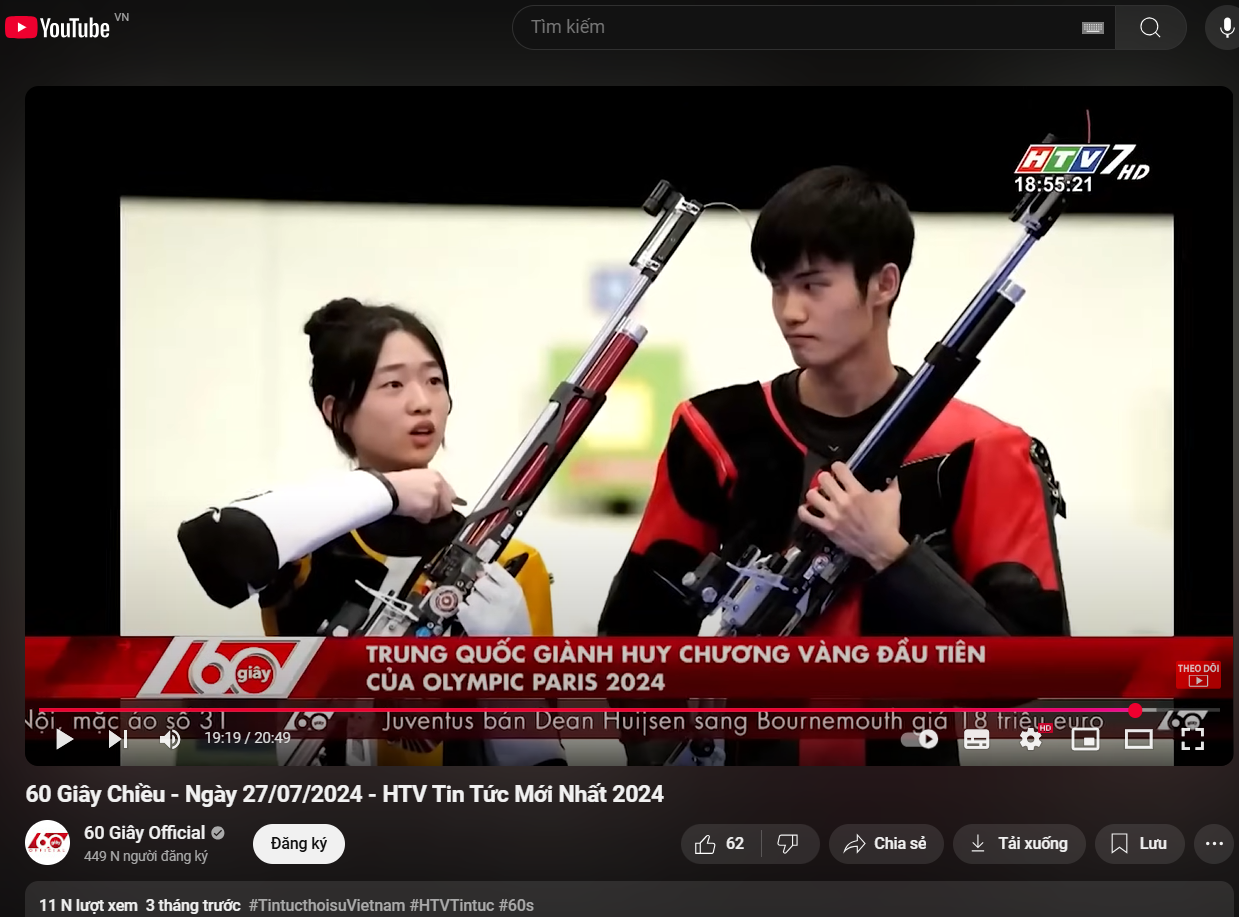 YouTube VN
Tìm kiếm
HTV7 HD
18:55:21
60 giây
TRUNG QUỐC GIÀNH HUY CHƯƠNG VÀNG ĐẦU TIÊN
CỦA OLYMPIC PARIS 2024
THEO DÕI
Nội, mặc áo số 31 60 Juventus bán Dean Huijsen sang Bournemouth giá 18 triệu euro 60
19:19 / 20:49
HD
60 Giây Chiều - Ngày 27/07/2024 - HTV Tin Tức Mới Nhất 2024
60 Giây Official
449 N người đăng ký
Đăng ký
62
Chia sẻ
Tải xuống
Lưu
11 N lượt xem 3 tháng trước #TintucthoisuVietnam #HTVTintuc #60s